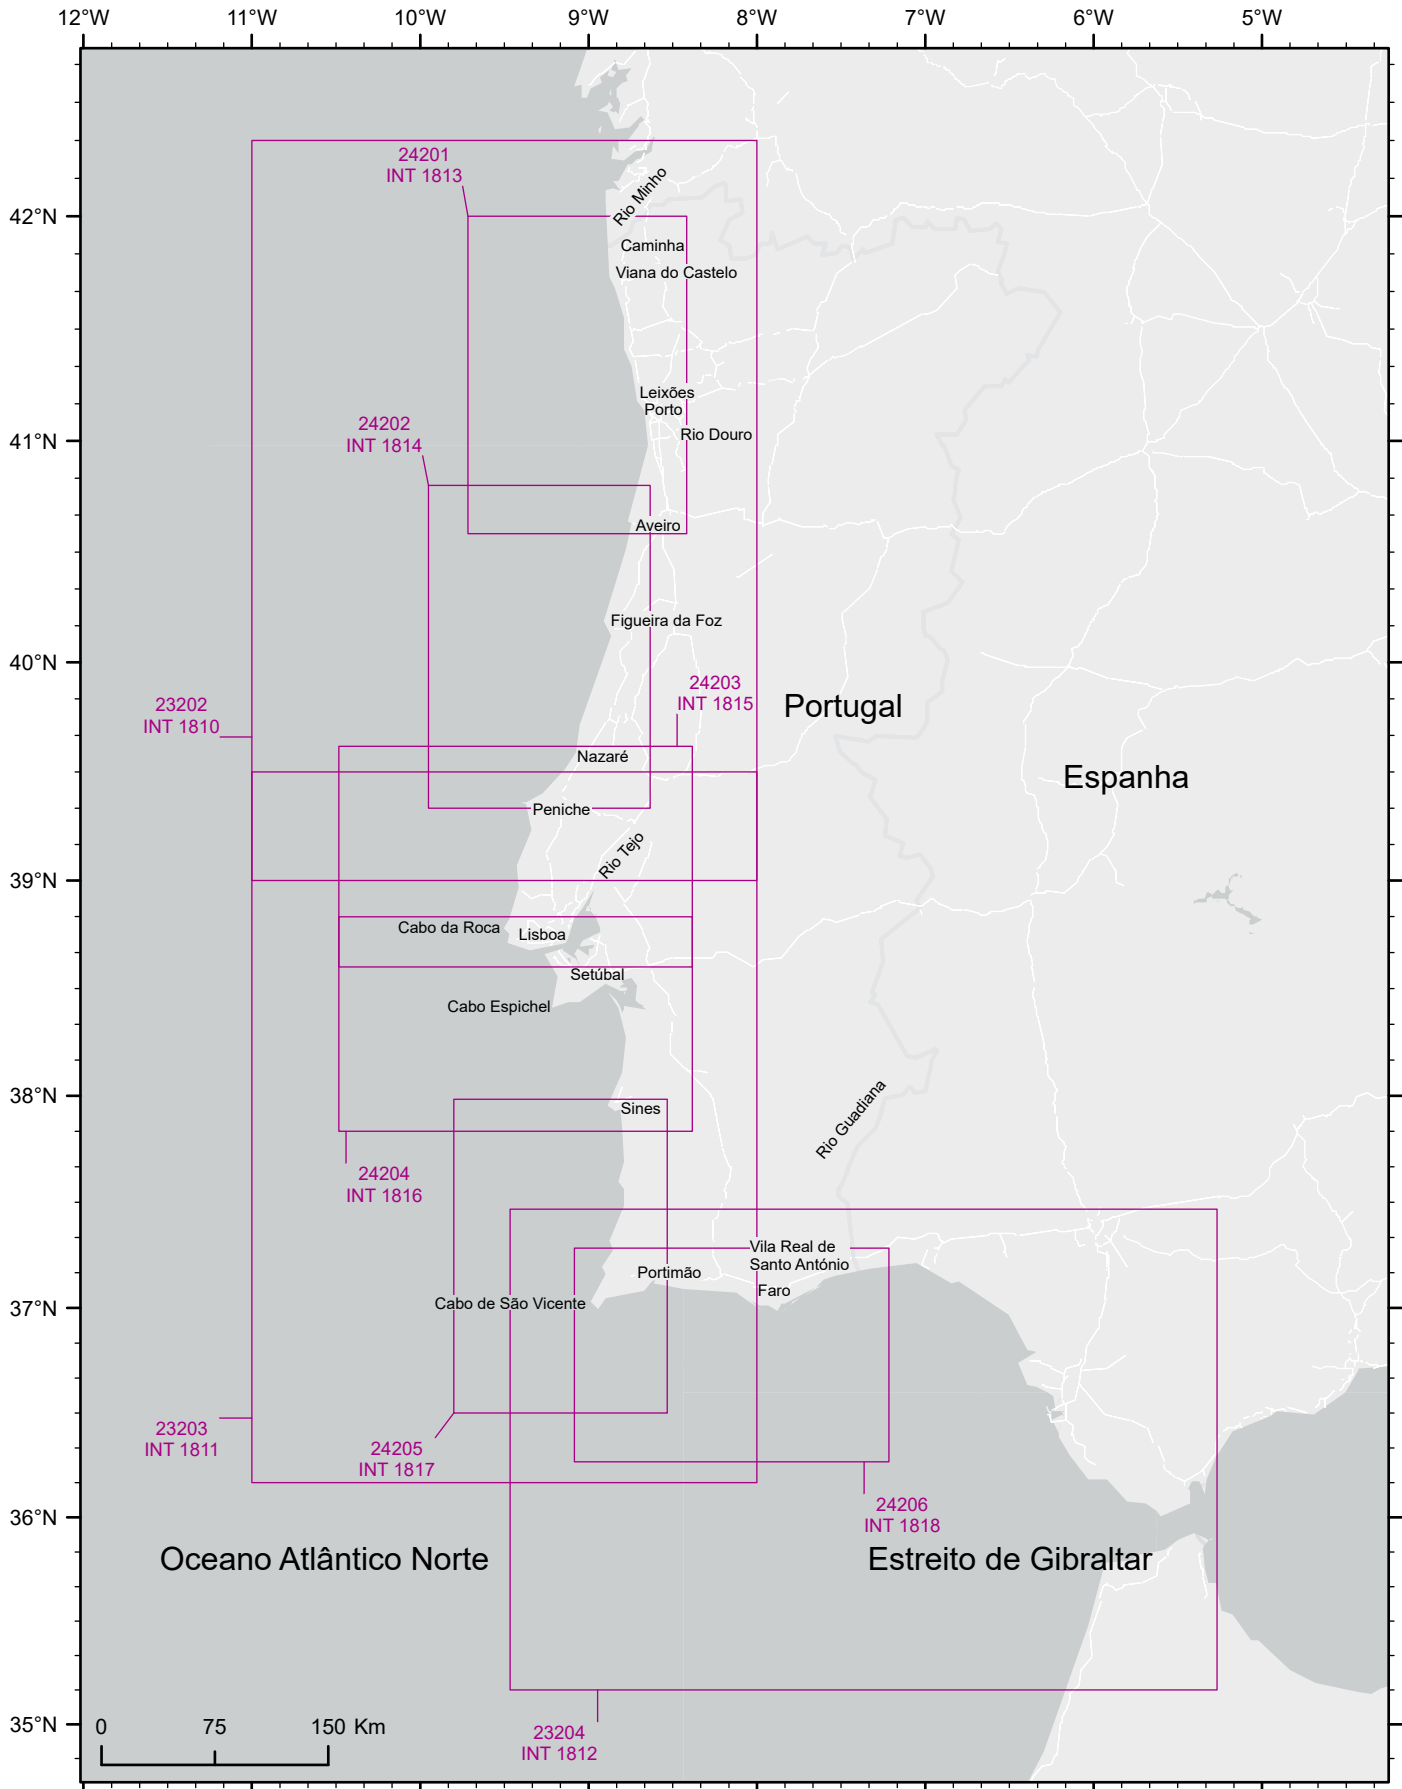 12°W
11°W
10°W
9°W
8°W
7°W
6°W
5°W
24201
INT 1813
Rio Minho
42°N
Caminha
Viana do Castelo
Leixões
Porto
24202
INT 1814
Rio Douro
41°N
Aveiro
Figueira da Foz
40°N
24203
INT 1815
23202
INT 1810
Portugal
Nazaré
Espanha
Peniche
Rio Tejo
39°N
Cabo da Roca
Lisboa
Setúbal
Cabo Espichel
38°N
Sines
Rio Guadiana
24204
INT 1816
Vila Real de
Santo António
Portimão
Faro
Cabo de São Vicente
37°N
23203
INT 1811
24205
INT 1817
24206
INT 1818
36°N
Oceano Atlântico Norte
Estreito de Gibraltar
35°N
0
75
150 Km
23204
INT 1812